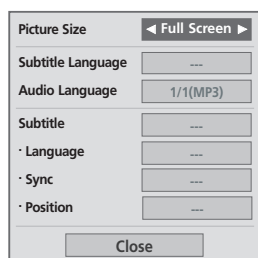 Picture Size ◀ Full Screen ▶
Subtitle Language ---
Audio Language 1/1(MP3)
Subtitle ---
· Language ---
· Sync ---
· Position ---
Close